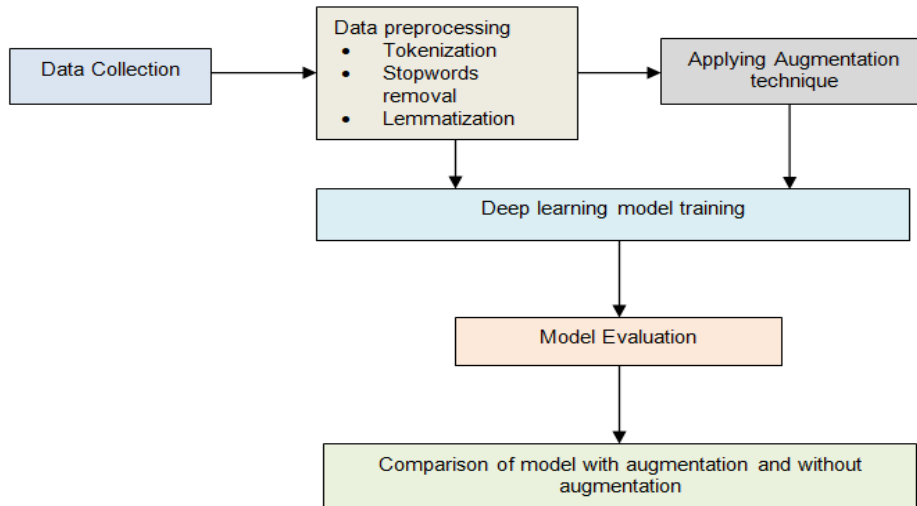 Data Collection
Data preprocessing
• Tokenization
• Stopwords
removal
• Lemmatization
Applying Augmentation
technique
Deep learning model training
Model Evaluation
Comparison of model with augmentation and without
augmentation